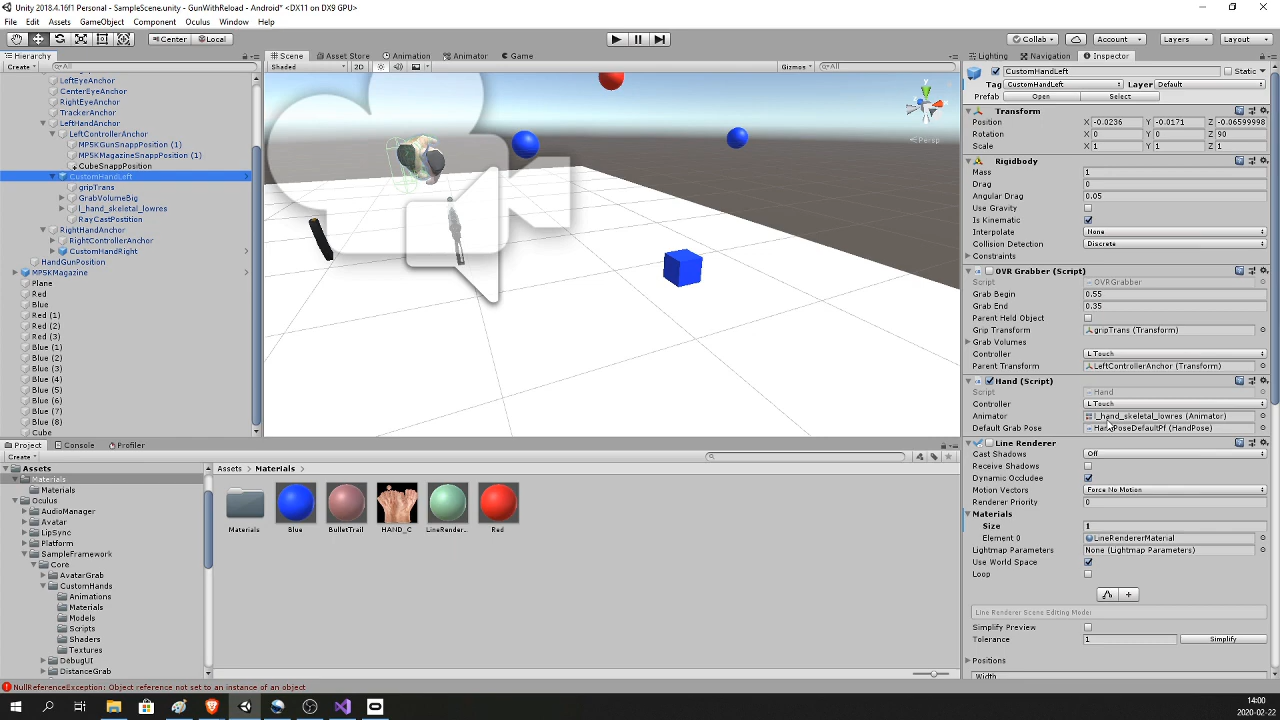 Unity 2018.4.16f1 Personal - SampleScene.unity - GunWithReload - Android* <DX11 on DX9 GPU>
File Edit Assets GameObject Component Oculus Window Help
Center Local Collab Account Layers Layout
Hierarchy
Create All
LeftEyeAnchor
CenterEyeAnchor
RightEyeAnchor
TrackerAnchor
LeftHandAnchor
LeftControllerAnchor
MP5KGunSnappPosition (1)
MP5KMagazineSnappPosition (1)
CubeSnappPosition
CustomHandLeft
gripTrans
GrabVolumeBig
l_hand_skeletal_lowres
RayCastPosition
RightHandAnchor
RightControllerAnchor
CustomHandRight
HandGunPosition
MP5KMagazine
Plane
Red
Blue
Red (1)
Red (2)
Red (3)
Blue (1)
Blue (2)
Blue (3)
Blue (4)
Blue (5)
Blue (6)
Blue (7)
Blue (8)
Cube
Scene Asset Store Animation Animator Game
Shaded 2D Gizmos All
y
Persp
Lighting Navigation Inspector
CustomHandLeft Static
Tag CustomHandLeft Layer Default
Prefab Open Select
Transform
Position X -0.0236 Y -0.0171 Z -0.06599998
Rotation X 0 Y 0 Z 90
Scale X 1 Y 1 Z 1
Rigidbody
Mass 1
Drag 0
Angular Drag 0.05
Use Gravity
Is Kinematic
Interpolate None
Collision Detection Discrete
Constraints
OVR Grabber (Script)
Script OVRGrabber
Grab Begin 0.55
Grab End 0.35
Parent Held Object
Grip Transform gripTrans (Transform)
Grab Volumes
Controller L Touch
Parent Transform LeftControllerAnchor (Transform)
Hand (Script)
Script Hand
Controller L Touch
Animator l_hand_skeletal_lowres (Animator)
Default Grab Pose HandPoseDefaultPf (HandPose)
Line Renderer
Cast Shadows Off
Receive Shadows
Dynamic Occludee
Motion Vectors Force No Motion
Renderer Priority 0
Materials
Size 1
Element 0 LineRendererMaterial
Lightmap Parameters None (Lightmap Parameters)
Use World Space
Loop
Line Renderer Scene Editing Mode:
Simplify Preview
Tolerance 1 Simplify
Positions
Width
Project Console Profiler
Create
Assets
Materials
Materials
Oculus
AudioManager
Avatar
LipSync
Platform
SampleFramework
Core
AvatarGrab
CustomHands
Animations
Materials
Models
Scripts
Shaders
Textures
DebugUI
DistanceGrab
Assets Materials
Materials Blue BulletTrail HAND_C LineRender... Red
NullReferenceException: Object reference not set to an instance of an object
14:00
2020-02-22